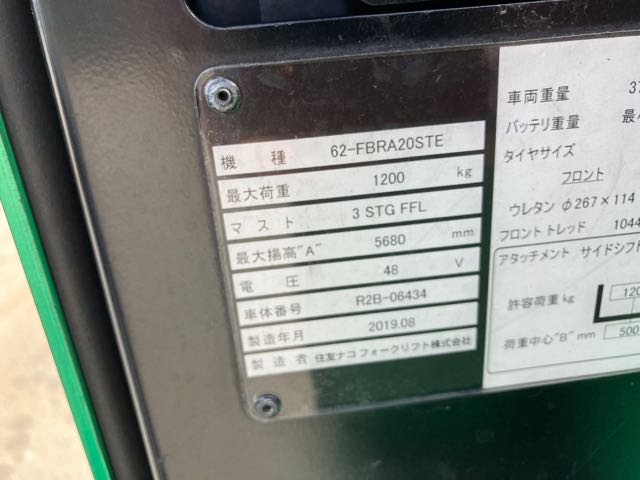 機 種 62-FBRA20STE
最大荷重 1200 kg
マスト 3 STG FFL
最大揚高"A" 5680 mm
電 圧 48 V
車体番号 R2B-06434
製造年月 2019.08
製造者 住友ナコフォークリフト株式会社
車両重量
バッテリ重量
タイヤサイズ
フロント
ウレタン φ267×114
フロントトレッド 1044
アタッチメント サイドシフト
許容荷重 kg
荷重中心"B" mm 500